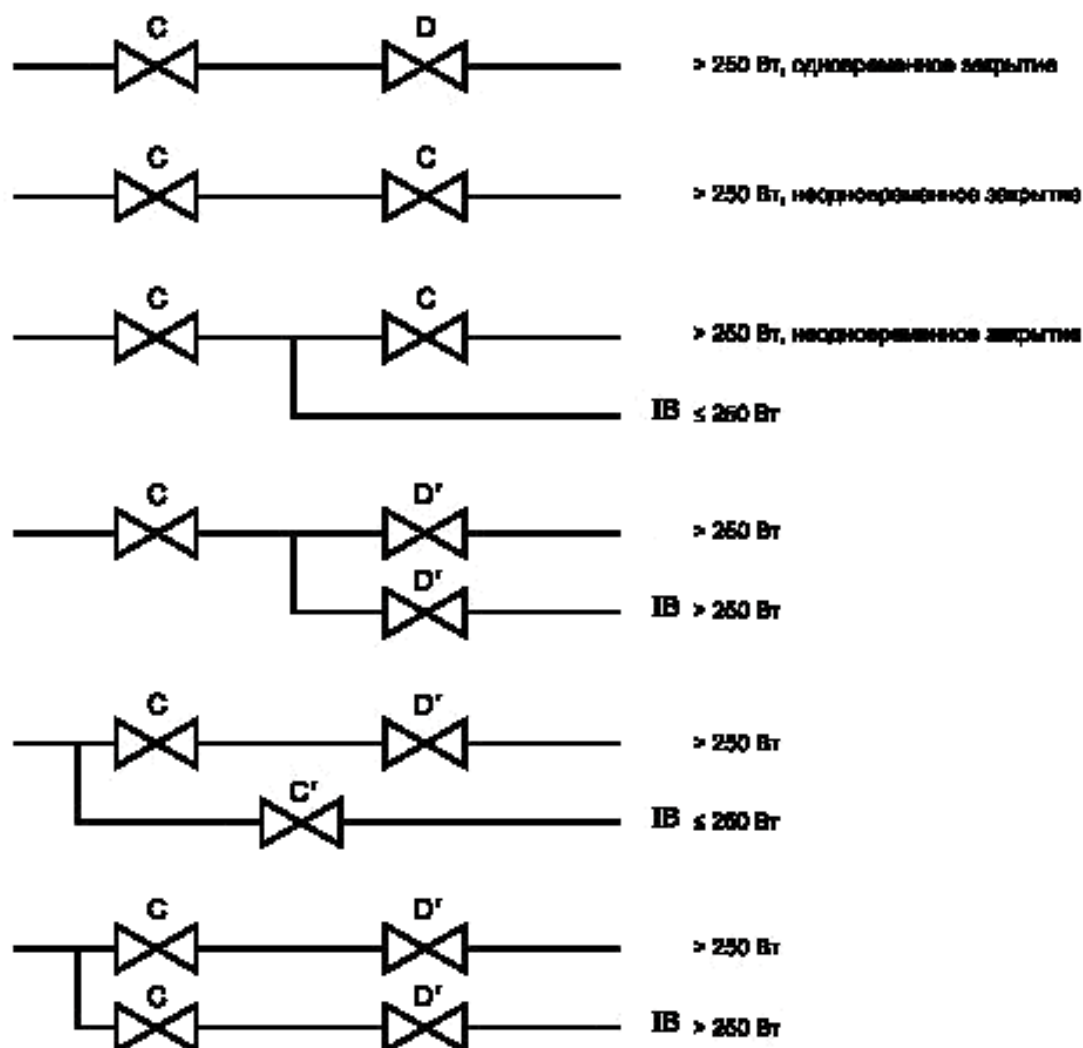 C D
> 250 Вт, одновременное закрытие
C C
> 250 Вт, неодновременное закрытие
C C
> 250 Вт, неодновременное закрытие
IB ≤ 250 Вт
C D'
> 250 Вт
D'
IB > 250 Вт
C D'
> 250 Вт
C'
IB ≤ 250 Вт
C D'
> 250 Вт
C D'
IB > 250 Вт